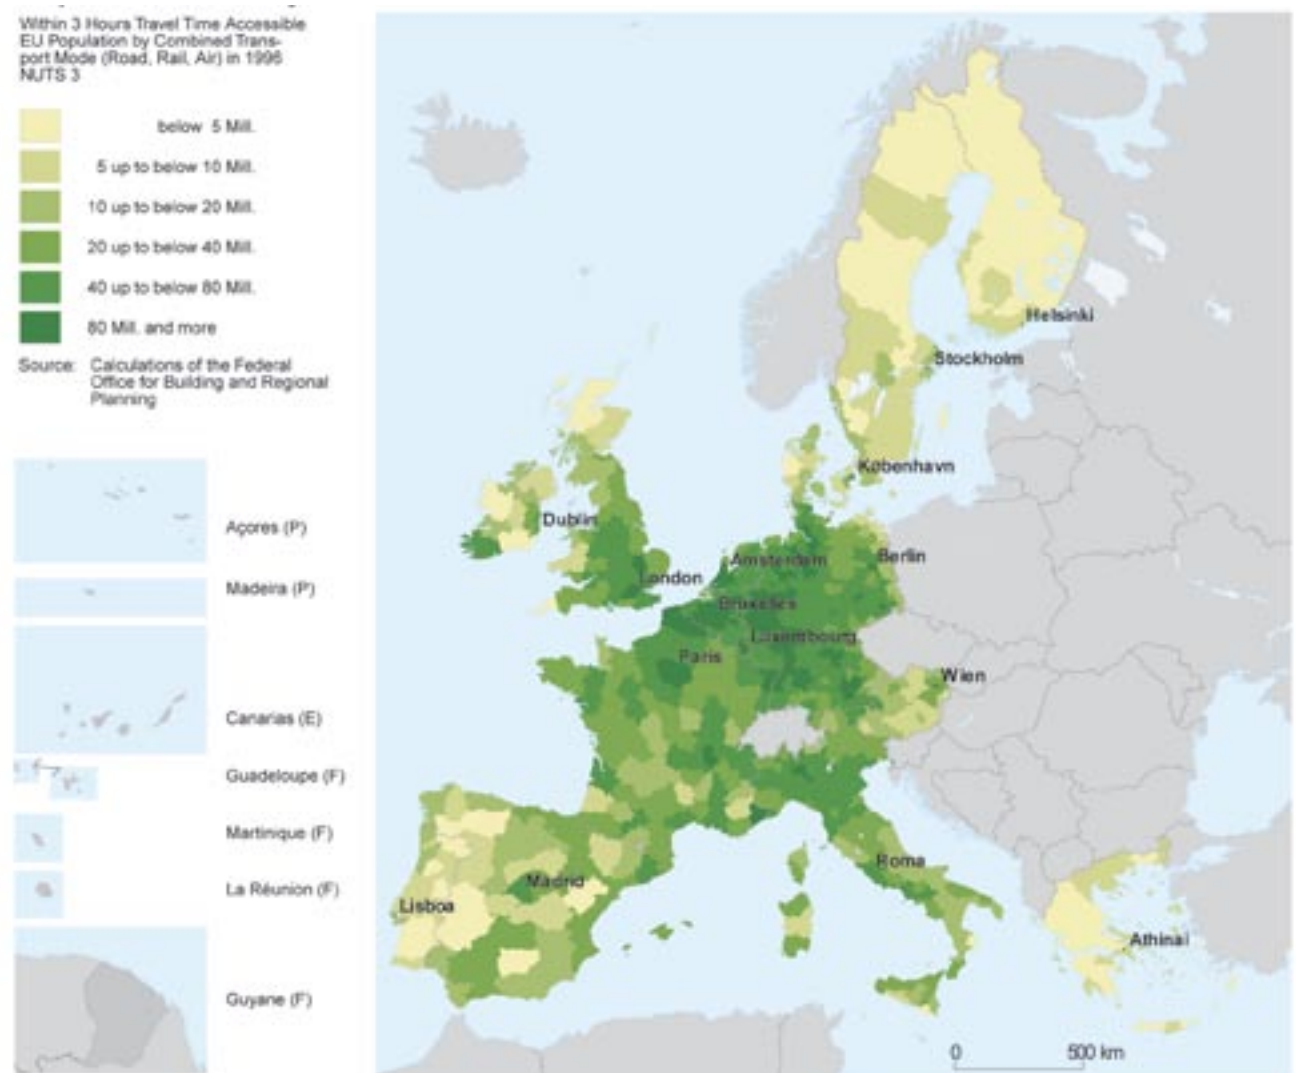 Within 3 Hours Travel Time Accessible
EU Population by Combined Trans-
port Mode (Road, Rail, Air) in 1996
NUTS 3
below 5 Mill.
5 up to below 10 Mill.
10 up to below 20 Mill.
20 up to below 40 Mill.
40 up to below 80 Mill.
80 Mill. and more
Source: Calculations of the Federal
Office for Building and Regional
Planning
Açores (P)
Madeira (P)
Canarias (E)
Guadeloupe (F)
Martinique (F)
La Réunion (F)
Guyane (F)
Helsinki
Stockholm
København
Dublin
Amsterdam
Berlin
London
Bruxelles
Luxembourg
Paris
Wien
Roma
Madrid
Lisboa
Athinai
0 500 km